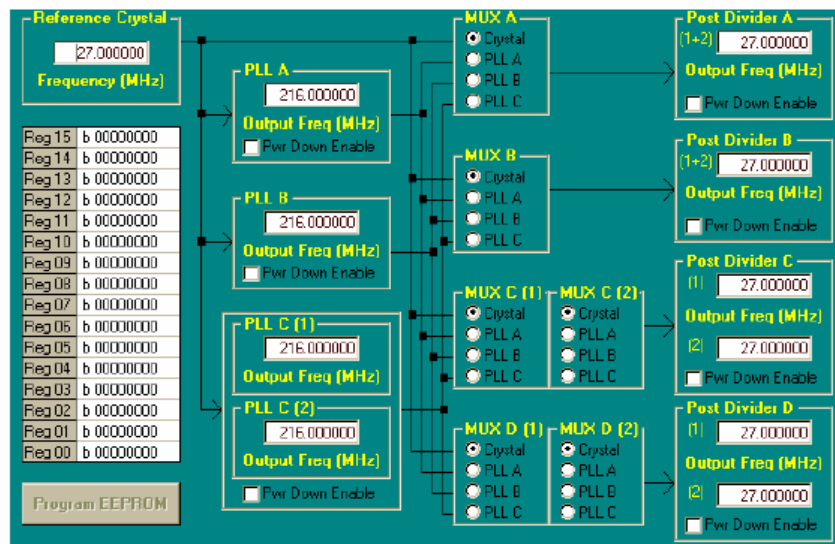 Reference Crystal
27.000000
Frequency (MHz)
Reg 15 b 00000000
Reg 14 b 00000000
Reg 13 b 00000000
Reg 12 b 00000000
Reg 11 b 00000000
Reg 10 b 00000000
Reg 09 b 00000000
Reg 08 b 00000000
Reg 07 b 00000000
Reg 06 b 00000000
Reg 05 b 00000000
Reg 04 b 00000000
Reg 03 b 00000000
Reg 02 b 00000000
Reg 01 b 00000000
Reg 00 b 00000000
Program EEPROM
PLL A
216.000000
Output Freq (MHz)
Pwr Down Enable
PLL B
216.000000
Output Freq (MHz)
Pwr Down Enable
PLL C (1)
216.000000
Output Freq (MHz)
PLL C (2)
216.000000
Output Freq (MHz)
Pwr Down Enable
MUX A
Crystal
PLL A
PLL B
PLL C
MUX B
Crystal
PLL A
PLL B
PLL C
MUX C (1)
Crystal
PLL A
PLL B
PLL C
MUX C (2)
Crystal
PLL A
PLL B
PLL C
MUX D (1)
Crystal
PLL A
PLL B
PLL C
MUX D (2)
Crystal
PLL A
PLL B
PLL C
Post Divider A
(1+2) 27.000000
Output Freq (MHz)
Pwr Down Enable
Post Divider B
(1+2) 27.000000
Output Freq (MHz)
Pwr Down Enable
Post Divider C
(1) 27.000000
Output Freq (MHz)
(2) 27.000000
Pwr Down Enable
Post Divider D
(1) 27.000000
Output Freq (MHz)
(2) 27.000000
Pwr Down Enable